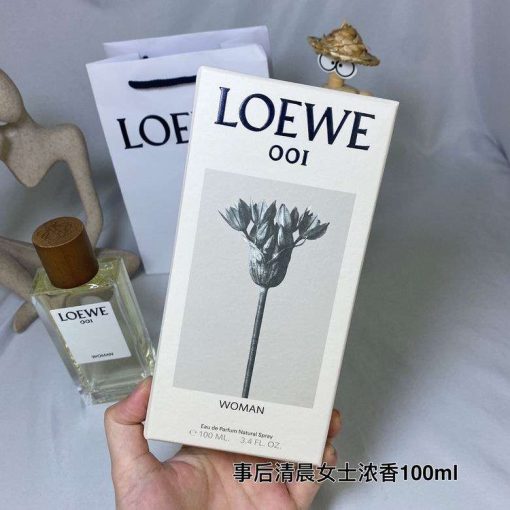 LOEWE
LOEWE
001
LOEWE
001
WOMAN
WOMAN
Eau de Parfum Natural Spray
℮ 100 ML. 3.4 FL. OZ.
事后清晨女士浓香100ml